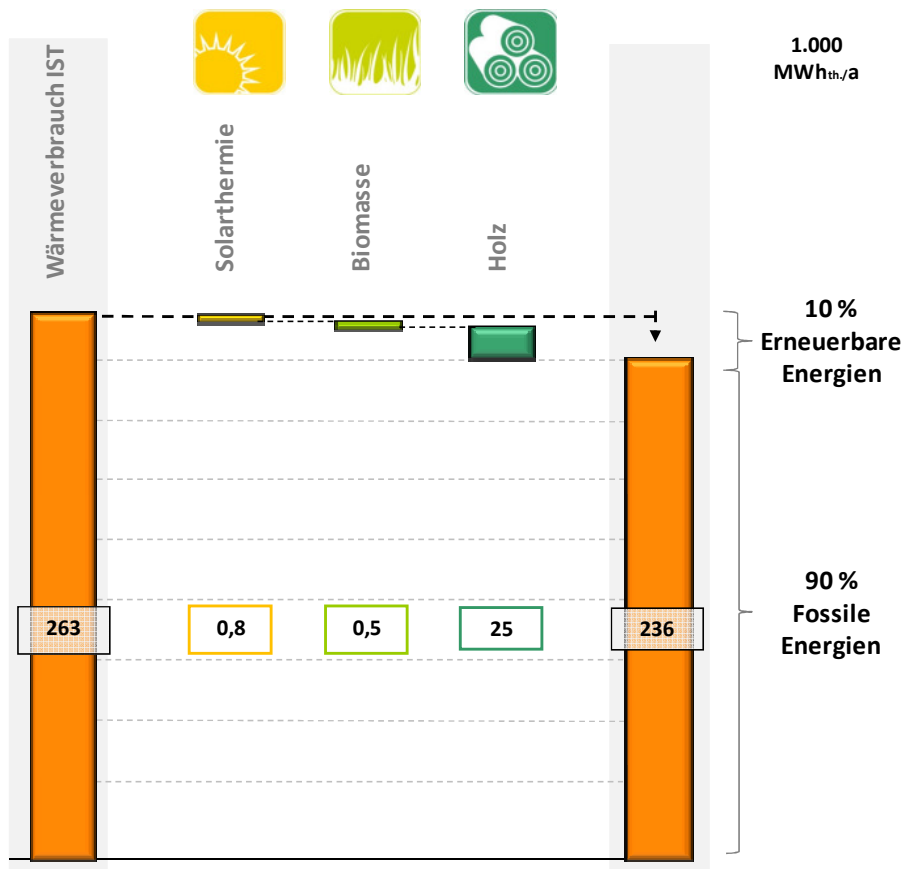 1.000
MWhth./a
Wärmeverbrauch IST
Solarthermie
Biomasse
Holz
10 %
Erneuerbare
Energien
263
0,8
0,5
25
236
90 %
Fossile
Energien